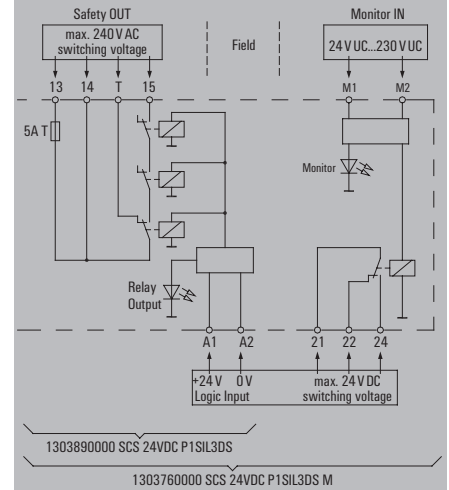 Safety OUT
Monitor IN
max. 240 V AC
switching voltage
Field
24 V UC...230 V UC
13 14 T 15
M1 M2
5A T
Monitor
Relay
Output
A1 A2 21 22 24
+24 V 0 V
Logic Input
max. 24 V DC
switching voltage
1303890000 SCS 24VDC P1SIL3DS
1303760000 SCS 24VDC P1SIL3DS M